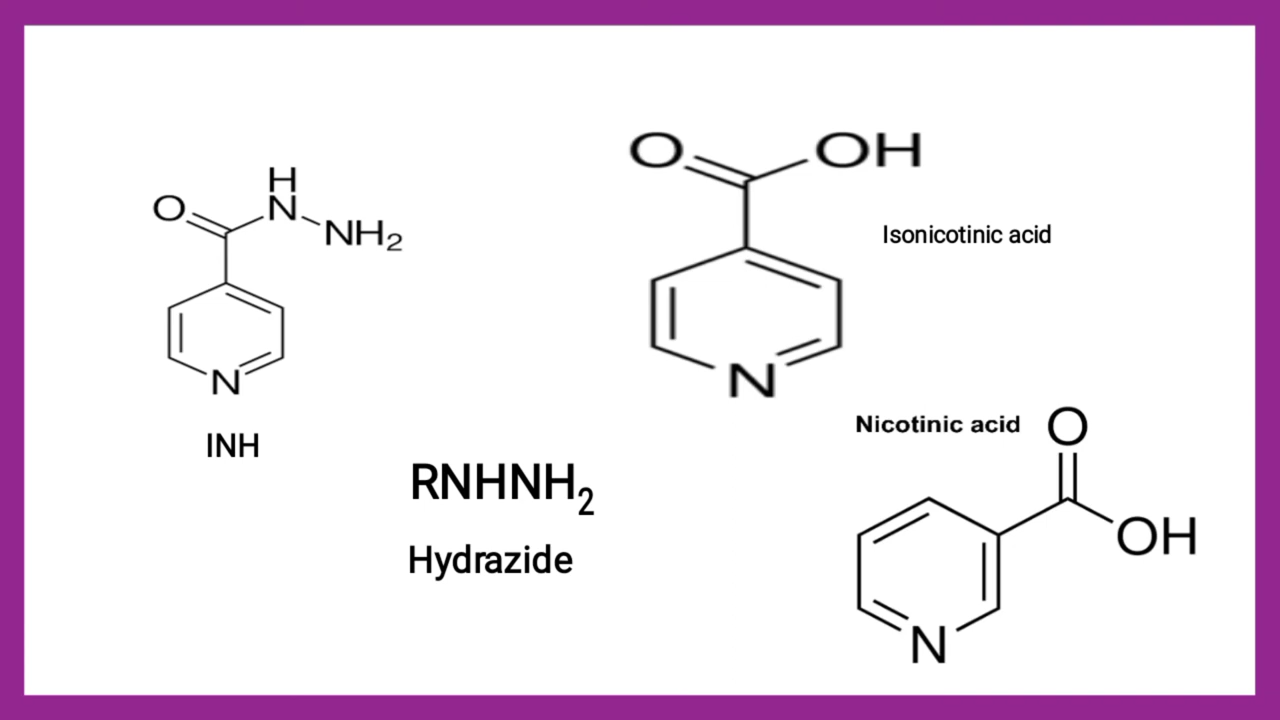 O
H
N
NH₂
N
INH
O
OH
N
Isonicotinic acid
RNHNH₂
Hydrazide
Nicotinic acid
O
OH
N